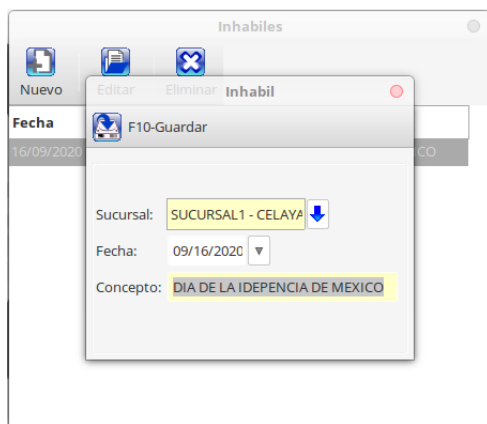 Inhabiles
Nuevo Editar Eliminar
Inhabil
Fecha
F10-Guardar
16/09/2020 CO
Sucursal: SUCURSAL1 - CELAYA
Fecha: 09/16/2020
Concepto: DIA DE LA IDEPENCIA DE MEXICO